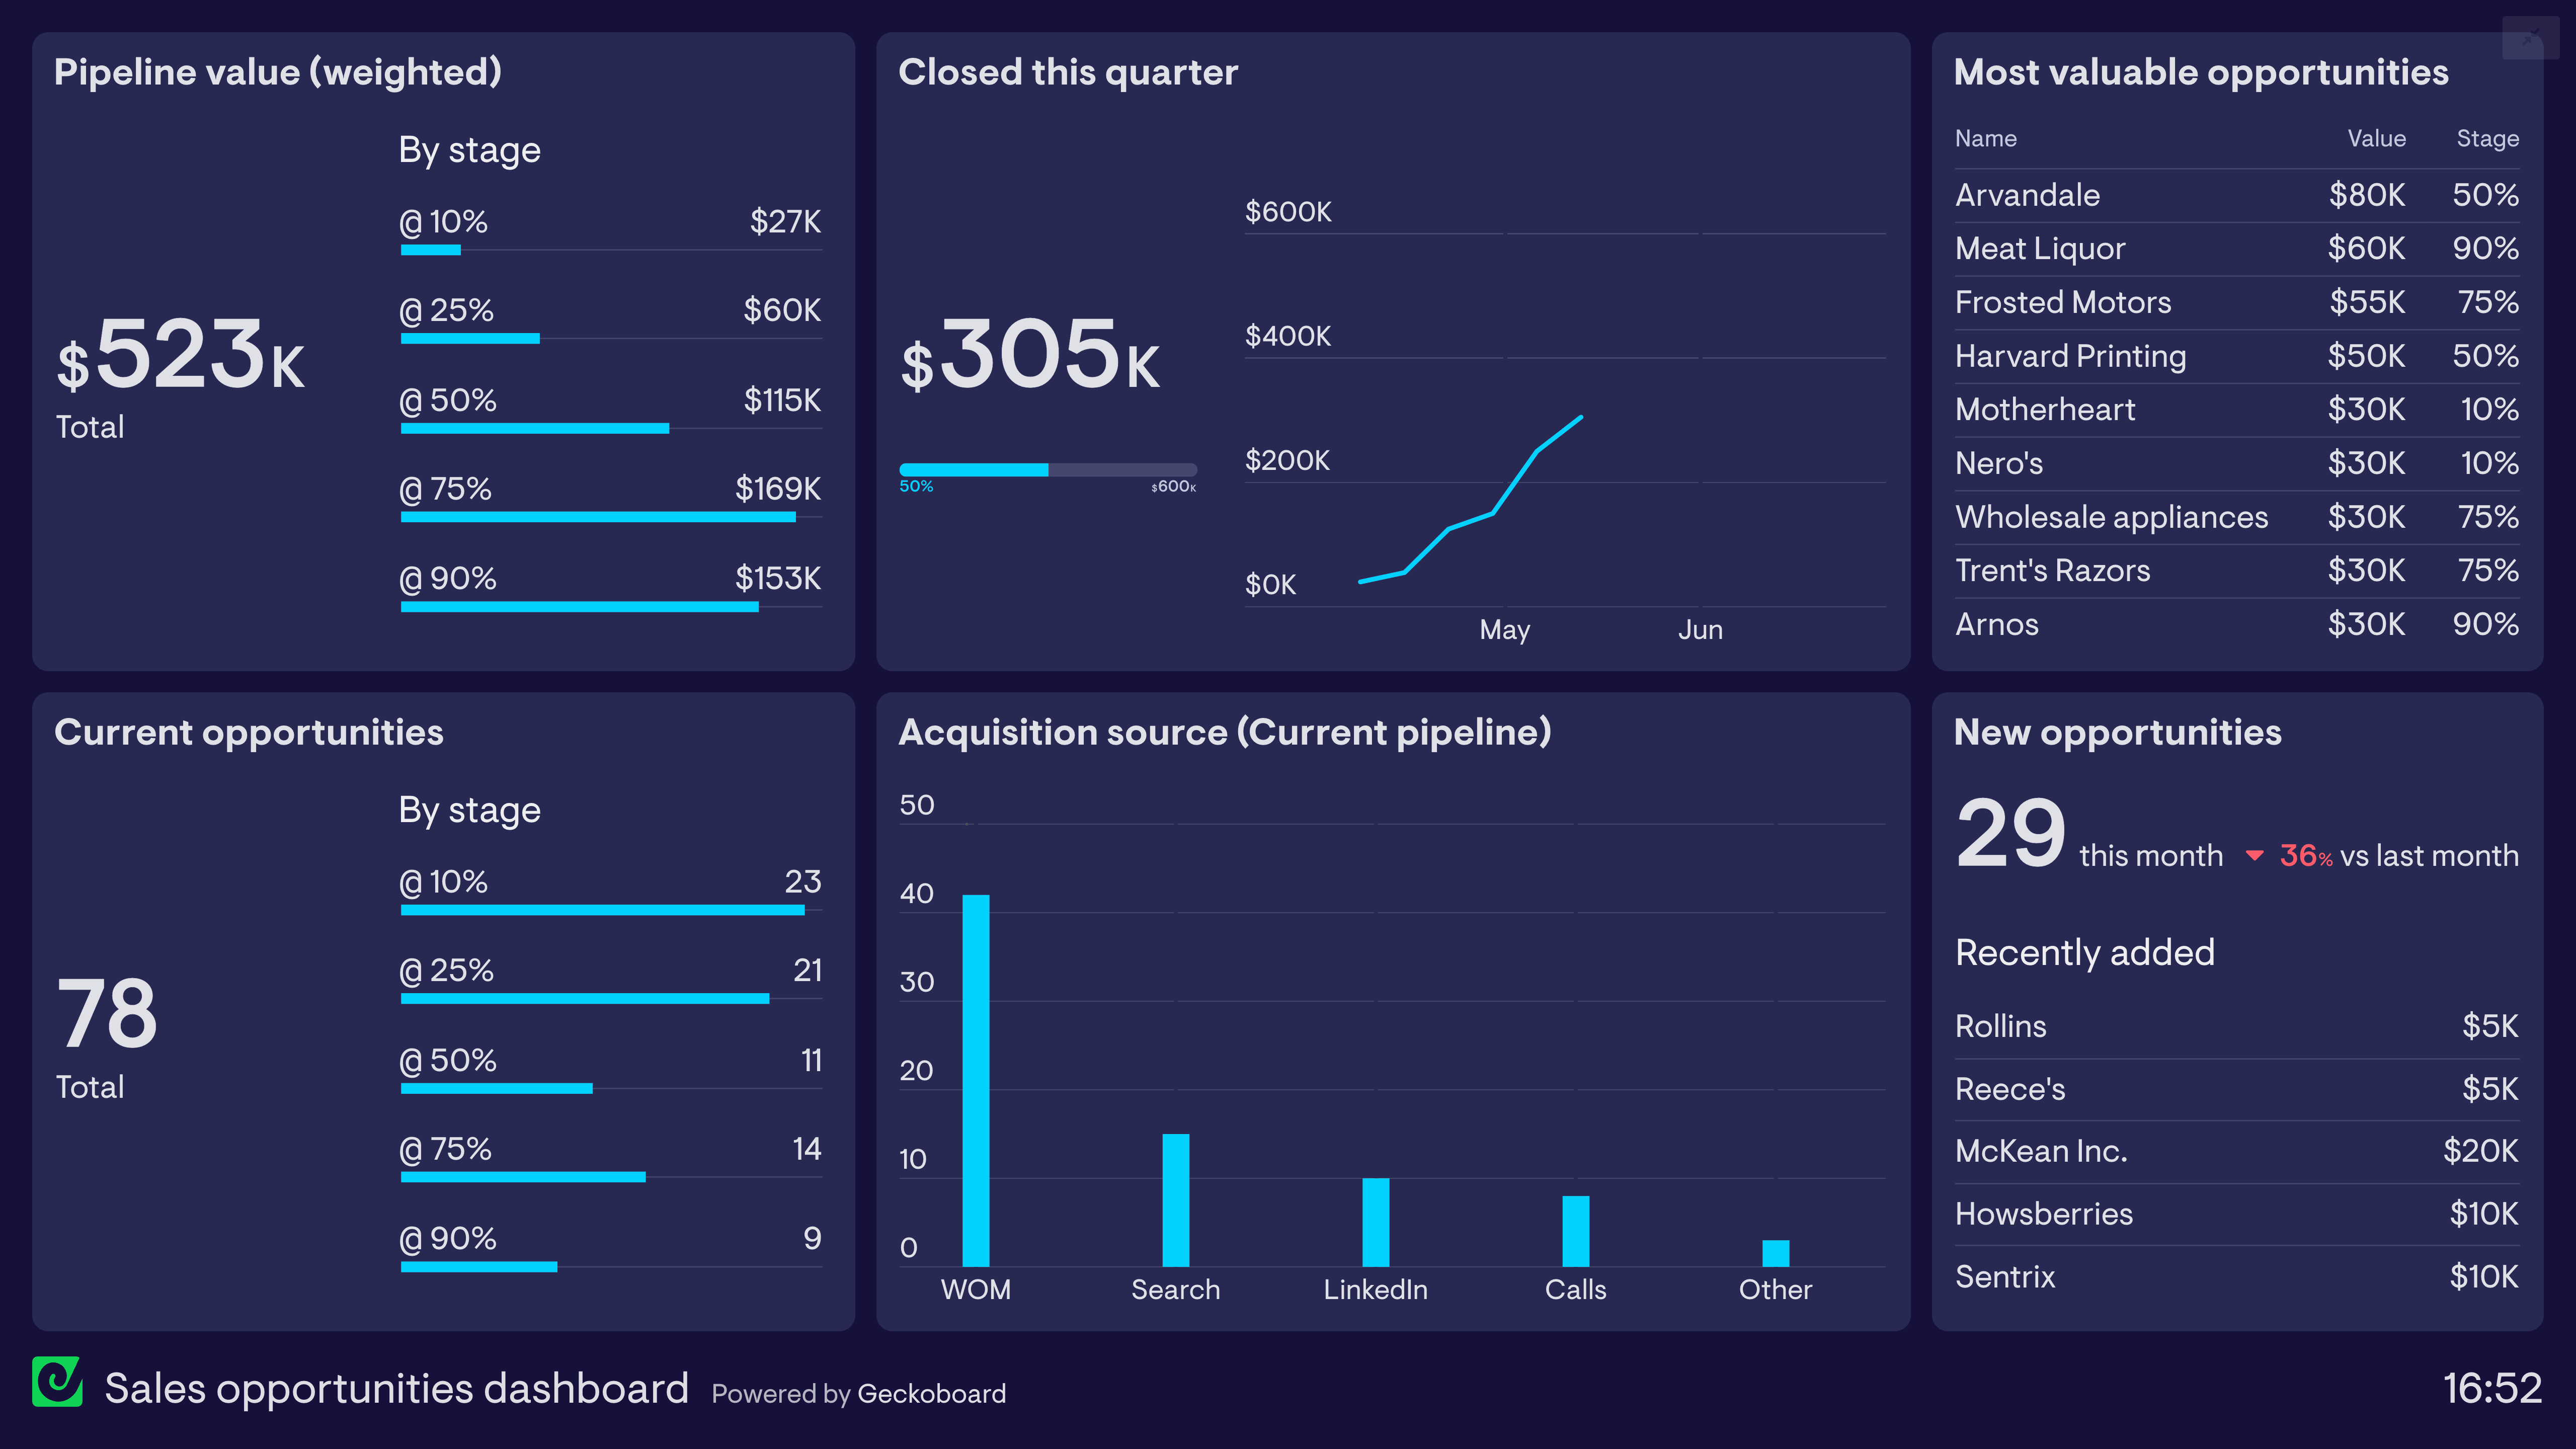 Pipeline value (weighted)
$523K
Total
By stage
@ 10% $27K
@ 25% $60K
@ 50% $115K
@ 75% $169K
@ 90% $153K
Closed this quarter
$305K
50% $600K
$600K
$400K
$200K
$0K
May Jun
Most valuable opportunities
Name Value Stage
Arvandale $80K 50%
Meat Liquor $60K 90%
Frosted Motors $55K 75%
Harvard Printing $50K 50%
Motherheart $30K 10%
Nero's $30K 10%
Wholesale appliances $30K 75%
Trent's Razors $30K 75%
Arnos $30K 90%
Current opportunities
78
Total
By stage
@ 10% 23
@ 25% 21
@ 50% 11
@ 75% 14
@ 90% 9
Acquisition source (Current pipeline)
50
40
30
20
10
0
WOM Search LinkedIn Calls Other
New opportunities
29 this month 36% vs last month
Recently added
Rollins $5K
Reece's $5K
McKean Inc. $20K
Howsberries $10K
Sentrix $10K
Sales opportunities dashboard Powered by Geckoboard 16:52